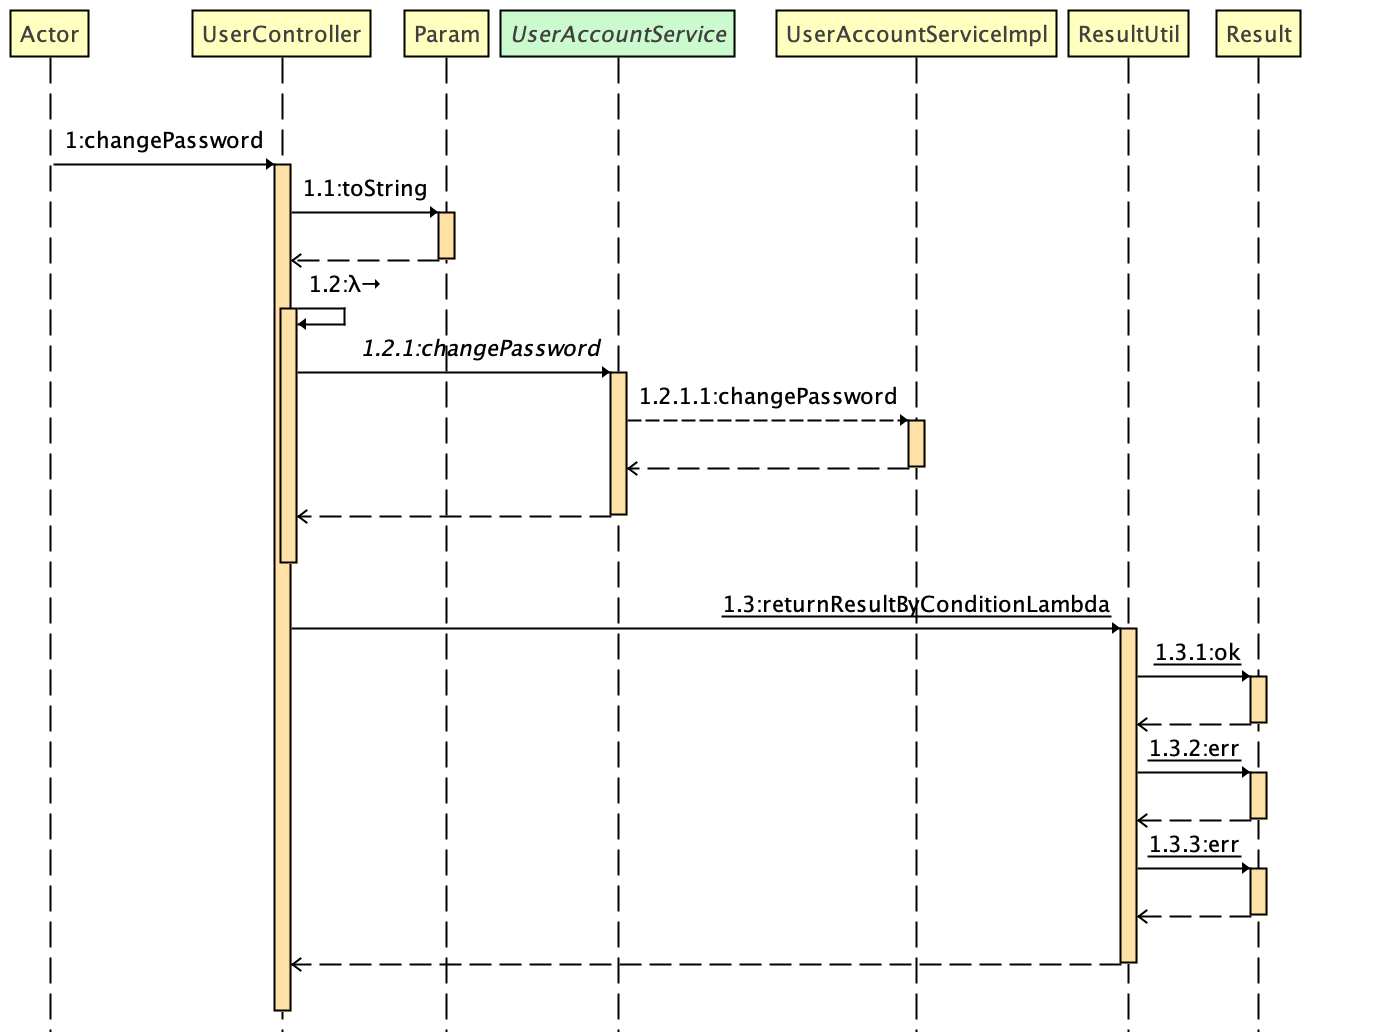 Actor
UserController
Param
UserAccountService
UserAccountServiceImpl
ResultUtil
Result
1:changePassword
1.1:toString
1.2:λ→
1.2.1:changePassword
1.2.1.1:changePassword
1.3:returnResultByConditionLambda
1.3.1:ok
1.3.2:err
1.3.3:err